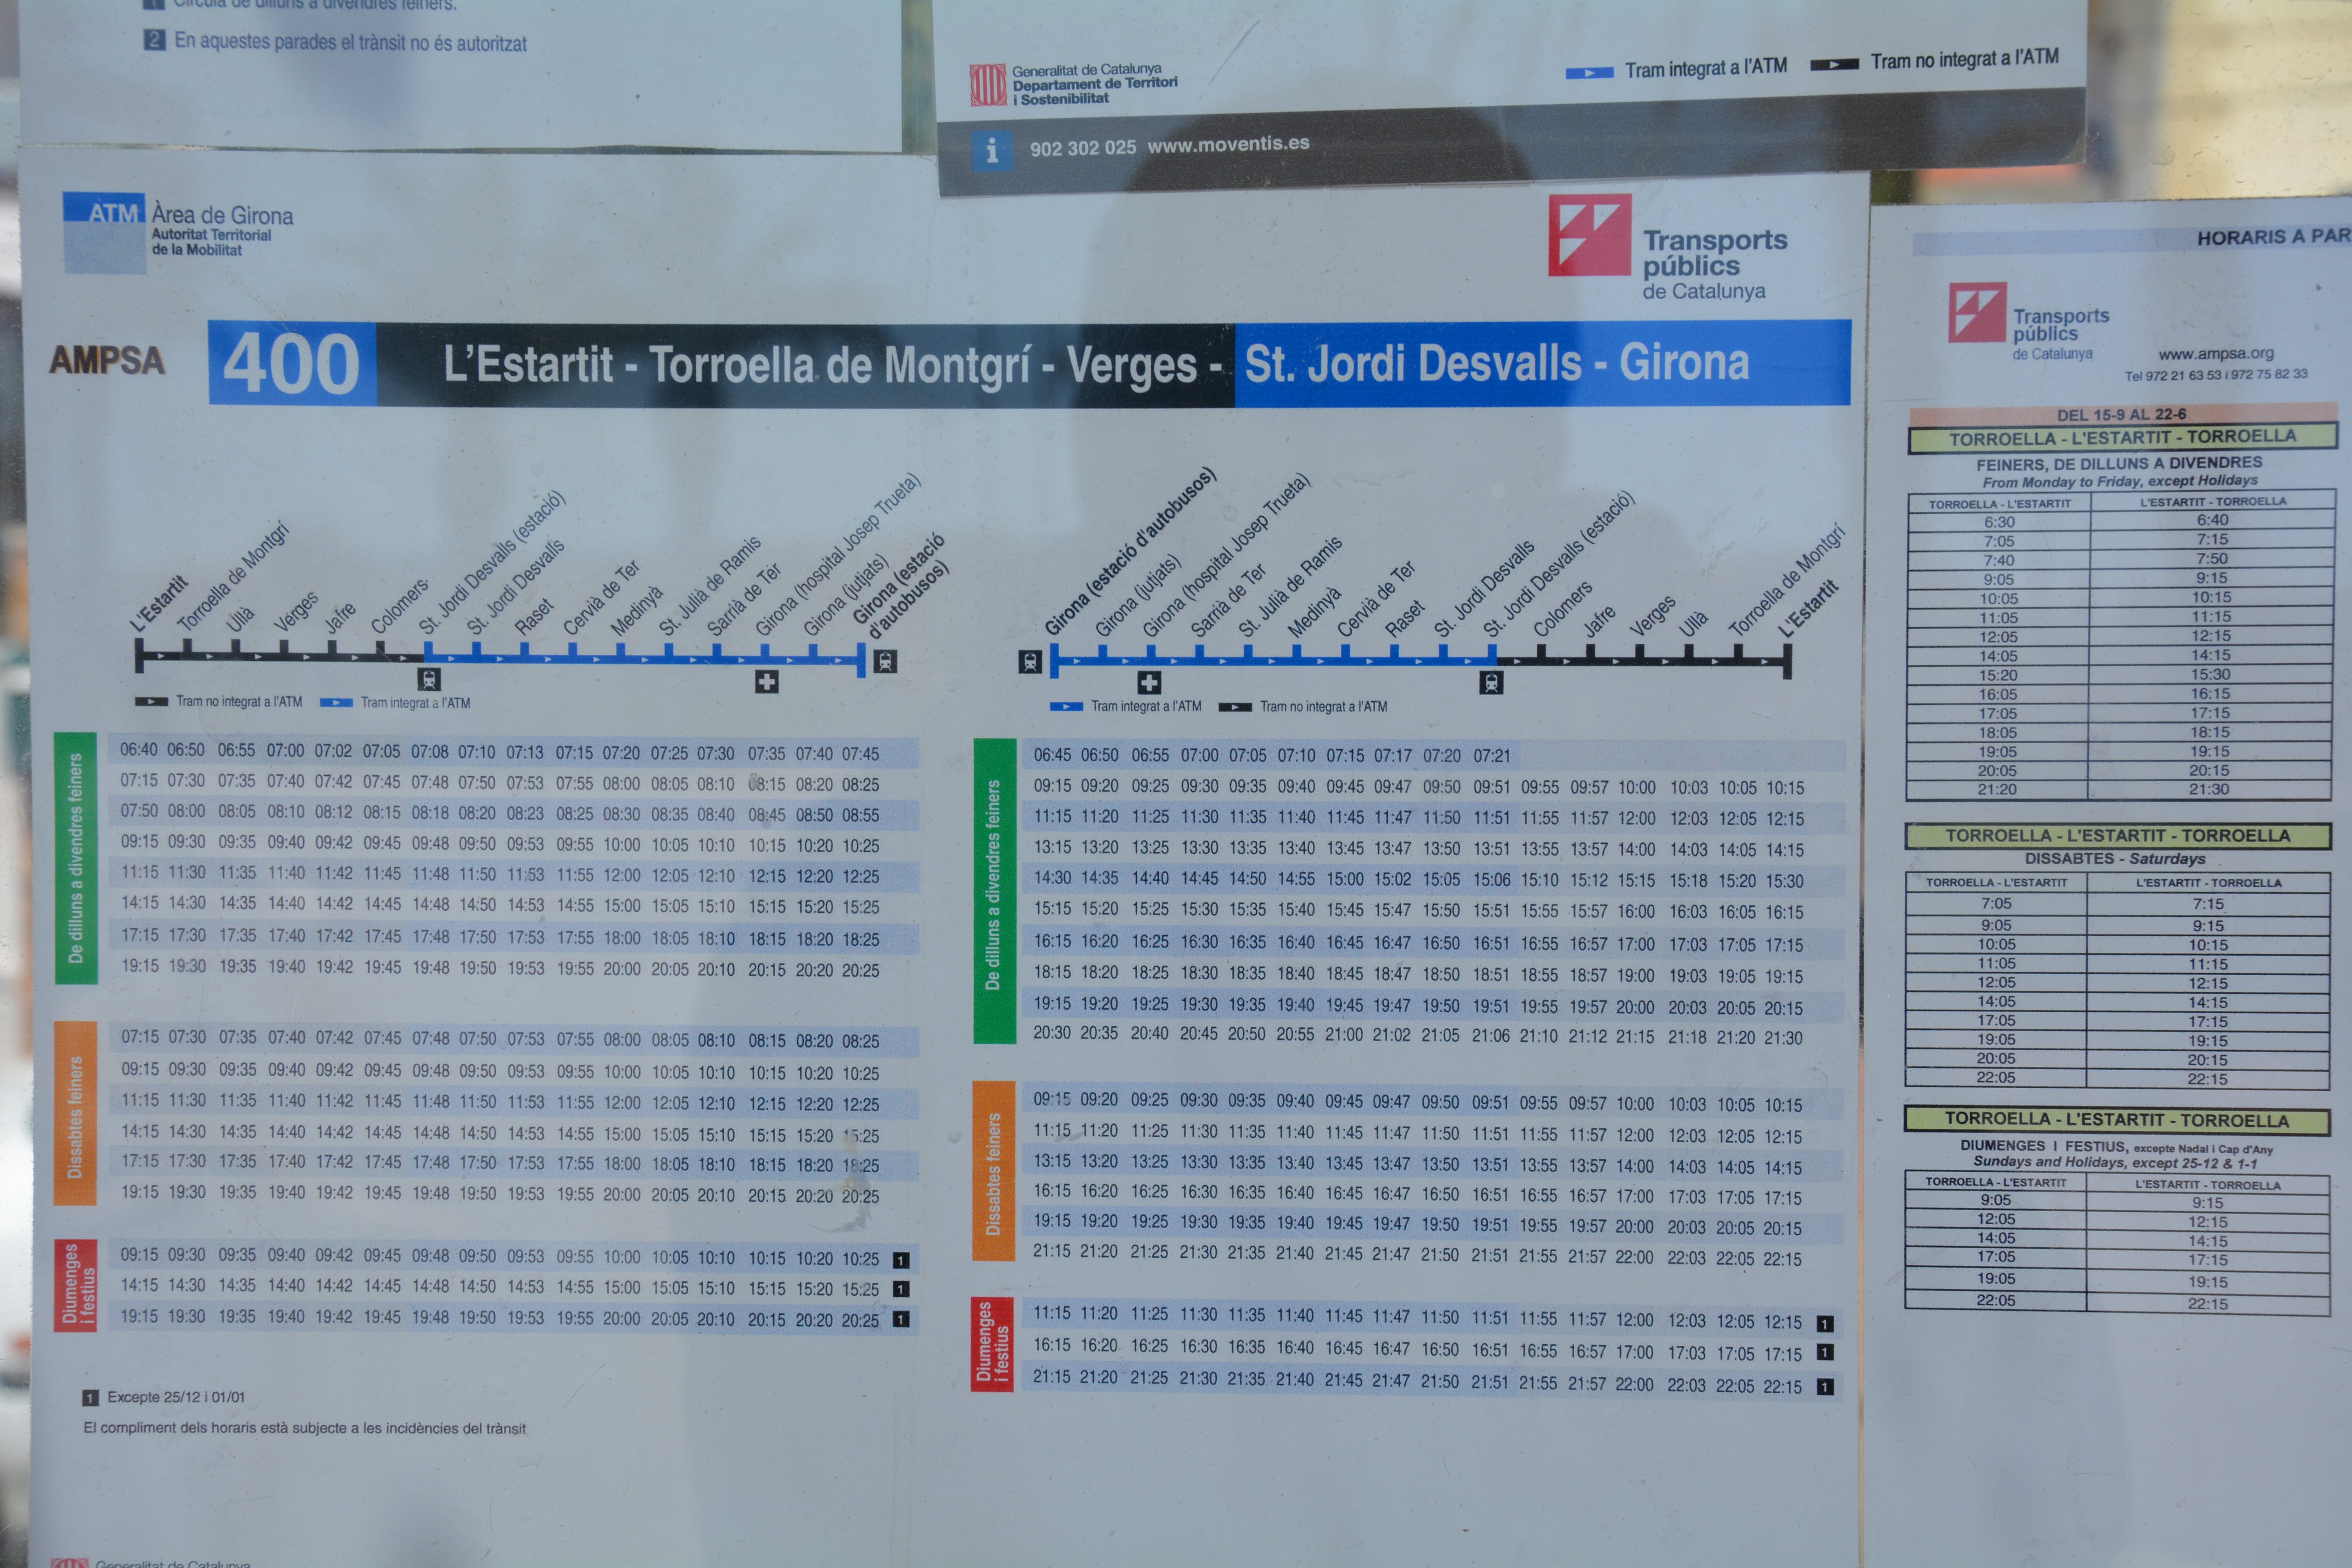 Circula de dilluns a divendres feiners.
2 En aquestes parades el trànsit no és autoritzat
Generalitat de Catalunya
Departament de Territori
i Sostenibilitat
Tram integrat a l'ATM Tram no integrat a l'ATM
i 902 302 025 www.moventis.es
ATM Àrea de Girona
Autoritat Territorial
de la Mobilitat
Transports
públics
de Catalunya
AMPSA 400 L'Estartit - Torroella de Montgrí - Verges - St. Jordi Desvalls - Girona
L'Estartit
Torroella de Montgrí
Ullà
Verges
Jafre
Colomers
St. Jordi Desvalls (estació)
St. Jordi Desvalls
Raset
Cervià de Ter
Medinyà
St. Julià de Ramis
Sarrià de Ter
Girona (hospital Josep Trueta)
Girona (jutjats)
Girona (estació
d'autobusos)
Tram no integrat a l'ATM Tram integrat a l'ATM
De dilluns a divendres feiners
06:40 06:50 06:55 07:00 07:02 07:05 07:08 07:10 07:13 07:15 07:20 07:25 07:30 07:35 07:40 07:45
07:15 07:30 07:35 07:40 07:42 07:45 07:48 07:50 07:53 07:55 08:00 08:05 08:10 08:15 08:20 08:25
07:50 08:00 08:05 08:10 08:12 08:15 08:18 08:20 08:23 08:25 08:30 08:35 08:40 08:45 08:50 08:55
09:15 09:30 09:35 09:40 09:42 09:45 09:48 09:50 09:53 09:55 10:00 10:05 10:10 10:15 10:20 10:25
11:15 11:30 11:35 11:40 11:42 11:45 11:48 11:50 11:53 11:55 12:00 12:05 12:10 12:15 12:20 12:25
14:15 14:30 14:35 14:40 14:42 14:45 14:48 14:50 14:53 14:55 15:00 15:05 15:10 15:15 15:20 15:25
17:15 17:30 17:35 17:40 17:42 17:45 17:48 17:50 17:53 17:55 18:00 18:05 18:10 18:15 18:20 18:25
19:15 19:30 19:35 19:40 19:42 19:45 19:48 19:50 19:53 19:55 20:00 20:05 20:10 20:15 20:20 20:25
Dissabtes feiners
07:15 07:30 07:35 07:40 07:42 07:45 07:48 07:50 07:53 07:55 08:00 08:05 08:10 08:15 08:20 08:25
09:15 09:30 09:35 09:40 09:42 09:45 09:48 09:50 09:53 09:55 10:00 10:05 10:10 10:15 10:20 10:25
11:15 11:30 11:35 11:40 11:42 11:45 11:48 11:50 11:53 11:55 12:00 12:05 12:10 12:15 12:20 12:25
14:15 14:30 14:35 14:40 14:42 14:45 14:48 14:50 14:53 14:55 15:00 15:05 15:10 15:15 15:20 15:25
17:15 17:30 17:35 17:40 17:42 17:45 17:48 17:50 17:53 17:55 18:00 18:05 18:10 18:15 18:20 18:25
19:15 19:30 19:35 19:40 19:42 19:45 19:48 19:50 19:53 19:55 20:00 20:05 20:10 20:15 20:20 20:25
Diumenges
i festius
09:15 09:30 09:35 09:40 09:42 09:45 09:48 09:50 09:53 09:55 10:00 10:05 10:10 10:15 10:20 10:25 1
14:15 14:30 14:35 14:40 14:42 14:45 14:48 14:50 14:53 14:55 15:00 15:05 15:10 15:15 15:20 15:25 1
19:15 19:30 19:35 19:40 19:42 19:45 19:48 19:50 19:53 19:55 20:00 20:05 20:10 20:15 20:20 20:25 1
1 Excepte 25/12 i 01/01
El compliment dels horaris està subjecte a les incidències del trànsit
Generalitat de Catalunya
Girona (estació d'autobusos)
Girona (jutjats)
Girona (hospital Josep Trueta)
Sarrià de Ter
St. Julià de Ramis
Medinyà
Cervià de Ter
Raset
St. Jordi Desvalls
St. Jordi Desvalls (estació)
Colomers
Jafre
Verges
Ullà
Torroella de Montgrí
L'Estartit
Tram integrat a l'ATM Tram no integrat a l'ATM
De dilluns a divendres feiners
06:45 06:50 06:55 07:00 07:05 07:10 07:15 07:17 07:20 07:21
09:15 09:20 09:25 09:30 09:35 09:40 09:45 09:47 09:50 09:51 09:55 09:57 10:00 10:03 10:05 10:15
11:15 11:20 11:25 11:30 11:35 11:40 11:45 11:47 11:50 11:51 11:55 11:57 12:00 12:03 12:05 12:15
13:15 13:20 13:25 13:30 13:35 13:40 13:45 13:47 13:50 13:51 13:55 13:57 14:00 14:03 14:05 14:15
14:30 14:35 14:40 14:45 14:50 14:55 15:00 15:02 15:05 15:06 15:10 15:12 15:15 15:18 15:20 15:30
15:15 15:20 15:25 15:30 15:35 15:40 15:45 15:47 15:50 15:51 15:55 15:57 16:00 16:03 16:05 16:15
16:15 16:20 16:25 16:30 16:35 16:40 16:45 16:47 16:50 16:51 16:55 16:57 17:00 17:03 17:05 17:15
18:15 18:20 18:25 18:30 18:35 18:40 18:45 18:47 18:50 18:51 18:55 18:57 19:00 19:03 19:05 19:15
19:15 19:20 19:25 19:30 19:35 19:40 19:45 19:47 19:50 19:51 19:55 19:57 20:00 20:03 20:05 20:15
20:30 20:35 20:40 20:45 20:50 20:55 21:00 21:02 21:05 21:06 21:10 21:12 21:15 21:18 21:20 21:30
Dissabtes feiners
09:15 09:20 09:25 09:30 09:35 09:40 09:45 09:47 09:50 09:51 09:55 09:57 10:00 10:03 10:05 10:15
11:15 11:20 11:25 11:30 11:35 11:40 11:45 11:47 11:50 11:51 11:55 11:57 12:00 12:03 12:05 12:15
13:15 13:20 13:25 13:30 13:35 13:40 13:45 13:47 13:50 13:51 13:55 13:57 14:00 14:03 14:05 14:15
16:15 16:20 16:25 16:30 16:35 16:40 16:45 16:47 16:50 16:51 16:55 16:57 17:00 17:03 17:05 17:15
19:15 19:20 19:25 19:30 19:35 19:40 19:45 19:47 19:50 19:51 19:55 19:57 20:00 20:03 20:05 20:15
21:15 21:20 21:25 21:30 21:35 21:40 21:45 21:47 21:50 21:51 21:55 21:57 22:00 22:03 22:05 22:15
Diumenges
i festius
11:15 11:20 11:25 11:30 11:35 11:40 11:45 11:47 11:50 11:51 11:55 11:57 12:00 12:03 12:05 12:15 1
16:15 16:20 16:25 16:30 16:35 16:40 16:45 16:47 16:50 16:51 16:55 16:57 17:00 17:03 17:05 17:15 1
21:15 21:20 21:25 21:30 21:35 21:40 21:45 21:47 21:50 21:51 21:55 21:57 22:00 22:03 22:05 22:15 1
HORARIS A PAR
Transports
públics
de Catalunya
www.ampsa.org
Tel 972 21 63 53 i 972 75 82 33
DEL 15-9 AL 22-6
TORROELLA - L'ESTARTIT - TORROELLA
FEINERS, DE DILLUNS A DIVENDRES
From Monday to Friday, except Holidays
TORROELLA - L'ESTARTIT L'ESTARTIT - TORROELLA
6:30 6:40
7:05 7:15
7:40 7:50
9:05 9:15
10:05 10:15
11:05 11:15
12:05 12:15
14:05 14:15
15:20 15:30
16:05 16:15
17:05 17:15
18:05 18:15
19:05 19:15
20:05 20:15
21:20 21:30
TORROELLA - L'ESTARTIT - TORROELLA
DISSABTES - Saturdays
TORROELLA - L'ESTARTIT L'ESTARTIT - TORROELLA
7:05 7:15
9:05 9:15
10:05 10:15
11:05 11:15
12:05 12:15
14:05 14:15
17:05 17:15
19:05 19:15
20:05 20:15
22:05 22:15
TORROELLA - L'ESTARTIT - TORROELLA
DIUMENGES I FESTIUS, excepte Nadal i Cap d'Any
Sundays and Holidays, except 25-12 & 1-1
TORROELLA - L'ESTARTIT L'ESTARTIT - TORROELLA
9:05 9:15
12:05 12:15
14:05 14:15
17:05 17:15
19:05 19:15
22:05 22:15